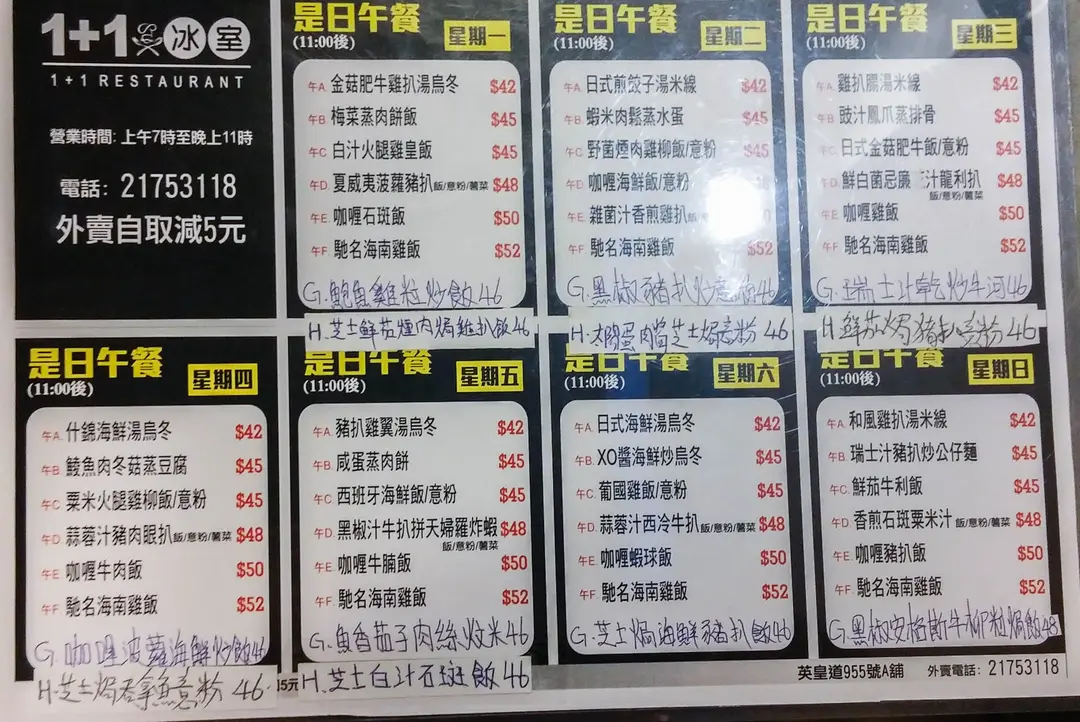 1+1冰室
1+1 RESTAURANT
營業時間: 上午7時至晚上11時
電話: 21753118
外賣自取減5元
是日午餐
(11:00後)
星期一
午A. 金菇肥牛雞扒湯烏冬 $42
午B. 梅菜蒸肉餅飯 $45
午C. 白汁火腿雞皇飯 $45
午D. 夏威夷菠蘿豬扒飯/意粉/薯菜 $48
午E. 咖喱石斑飯 $50
午F. 馳名海南雞飯 $52
G. 鮑魚雞粒炒飯 46
H. 芝士鮮茄煙肉焗雞扒飯 46
是日午餐
(11:00後)
星期二
午A. 日式煎餃子湯米線 $42
午B. 蝦米肉鬆蒸水蛋 $45
午C. 野菌煙肉雞柳飯/意粉 $45
午D. 咖喱海鮮飯/意粉
午E. 雜菌汁香煎雞扒
午F. 馳名海南雞飯 $52
G. 黑椒豬扒炒 46
H. 腸芝士焗意粉 46
是日午餐
(11:00後)
星期三
午A. 雞扒腸湯米線 $42
午B. 豉汁鳳爪蒸排骨 $45
午C. 日式金菇肥牛飯/意粉 $45
午D. 鮮白菌忌廉 汁龍利扒 $48
飯/意粉/薯菜
午E. 咖喱雞飯 $50
午F. 馳名海南雞飯 $52
G. 瑞士汁乾炒牛河 46
H. 鮮茄焗豬扒意粉 46
是日午餐
(11:00後)
星期四
午A. 什錦海鮮湯烏冬 $42
午B. 鯪魚肉冬菇蒸豆腐 $45
午C. 粟米火腿雞柳飯/意粉 $45
午D. 蒜蓉汁豬肉眼扒飯/意粉/薯菜 $48
午E. 咖喱牛肉飯 $50
午F. 馳名海南雞飯 $52
G. 咖喱波蘿海鮮炒飯 46
H. 芝士焗吞拿魚意粉 46
是日午餐
(11:00後)
星期五
午A. 豬扒雞翼湯烏冬 $42
午B. 咸蛋蒸肉餅 $45
午C. 西班牙海鮮飯/意粉 $45
午D. 黑椒汁牛扒拼天婦羅炸蝦 $48
飯/意粉/薯菜
午E. 咖喱牛腩飯 $50
午F. 馳名海南雞飯 $52
G. 魚香茄子肉絲炆米 46
5元
H. 芝士白汁石斑飯 46
是日午餐
(11:00後)
星期六
午A. 日式海鮮湯烏冬 $42
午B. XO醬海鮮炒烏冬 $45
午C. 葡國雞飯/意粉 $45
午D. 蒜蓉汁西冷牛扒 飯/意粉/薯菜 $48
午E. 咖喱蝦球飯 $50
午F. 馳名海南雞飯 $52
G. 芝士焗海鮮豬扒飯 46
是日午餐
(11:00後)
星期日
午A. 和風雞扒湯米線 $42
午B. 瑞士汁豬扒炒公仔麵 $45
午C. 鮮茄牛利飯 $45
午D. 香煎石斑粟米汁 飯/意粉/薯菜 $48
午E. 咖喱豬扒飯 $50
午F. 馳名海南雞飯 $52
G. 黑椒安格斯牛柳粒焗飯 48
英皇道955號A舖 外賣電話: 21753118